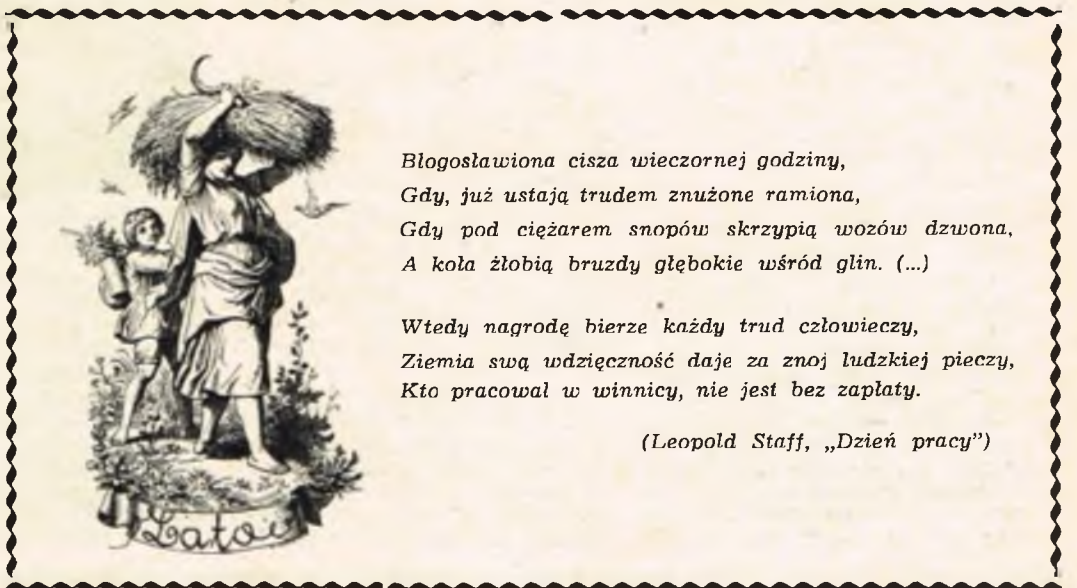 Błogosławiona cisza wieczornej godziny,
Gdy, już ustają trudem znużone ramiona,
Gdy pod ciężarem snopów skrzypią wozów dzwona,
A koła żłobią bruzdy głębokie wśród glin. (...)
Wtedy nagrodę bierze każdy trud człowieczy,
Ziemia swą wdzięczność daje za znoj ludzkiej pieczy,
Kto pracował w winnicy, nie jest bez zapłaty.
(Leopold Staff, „Dzień pracy”)
Lato